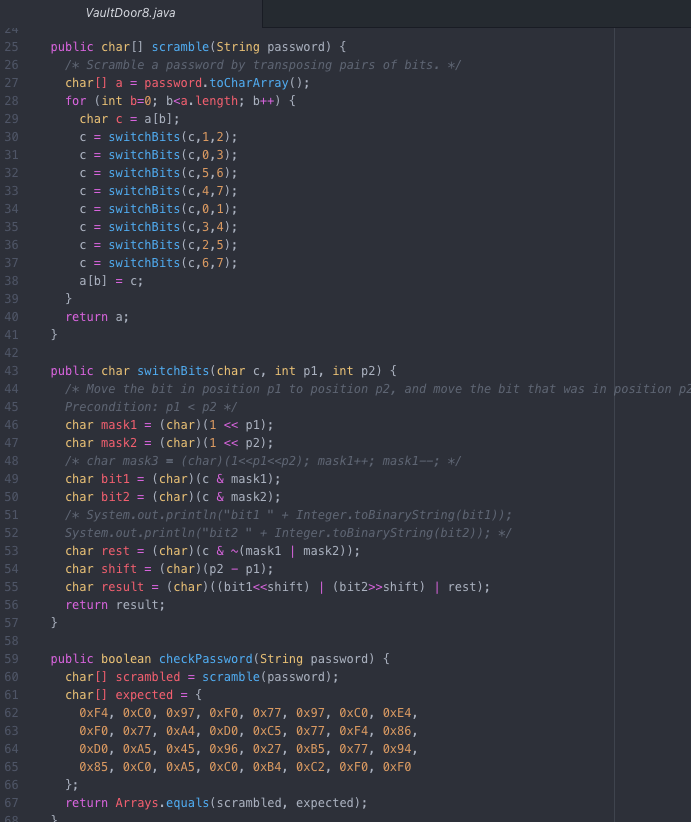 VaultDoor8.java
24
25 public char[] scramble(String password) {
26 /* Scramble a password by transposing pairs of bits. */
27 char[] a = password.toCharArray();
28 for (int b=0; b<a.length; b++) {
29 char c = a[b];
30 c = switchBits(c,1,2);
31 c = switchBits(c,0,3);
32 c = switchBits(c,5,6);
33 c = switchBits(c,4,7);
34 c = switchBits(c,0,1);
35 c = switchBits(c,3,4);
36 c = switchBits(c,2,5);
37 c = switchBits(c,6,7);
38 a[b] = c;
39 }
40 return a;
41 }
42
43 public char switchBits(char c, int p1, int p2) {
44 /* Move the bit in position p1 to position p2, and move the bit that was in position p2
45 Precondition: p1 < p2 */
46 char mask1 = (char)(1 << p1);
47 char mask2 = (char)(1 << p2);
48 /* char mask3 = (char)(1<<p1<<p2); mask1++; mask1--; */
49 char bit1 = (char)(c & mask1);
50 char bit2 = (char)(c & mask2);
51 /* System.out.println("bit1 " + Integer.toBinaryString(bit1));
52 System.out.println("bit2 " + Integer.toBinaryString(bit2)); */
53 char rest = (char)(c & ~(mask1 | mask2));
54 char shift = (char)(p2 - p1);
55 char result = (char)((bit1<<shift) | (bit2>>shift) | rest);
56 return result;
57 }
58
59 public boolean checkPassword(String password) {
60 char[] scrambled = scramble(password);
61 char[] expected = {
62 0xF4, 0xC0, 0x97, 0xF0, 0x77, 0x97, 0xC0, 0xE4,
63 0xF0, 0x77, 0xA4, 0xD0, 0xC5, 0x77, 0xF4, 0x86,
64 0xD0, 0xA5, 0x45, 0x96, 0x27, 0xB5, 0x77, 0x94,
65 0x85, 0xC0, 0xA5, 0xC0, 0xB4, 0xC2, 0xF0, 0xF0
66 };
67 return Arrays.equals(scrambled, expected);
68 }